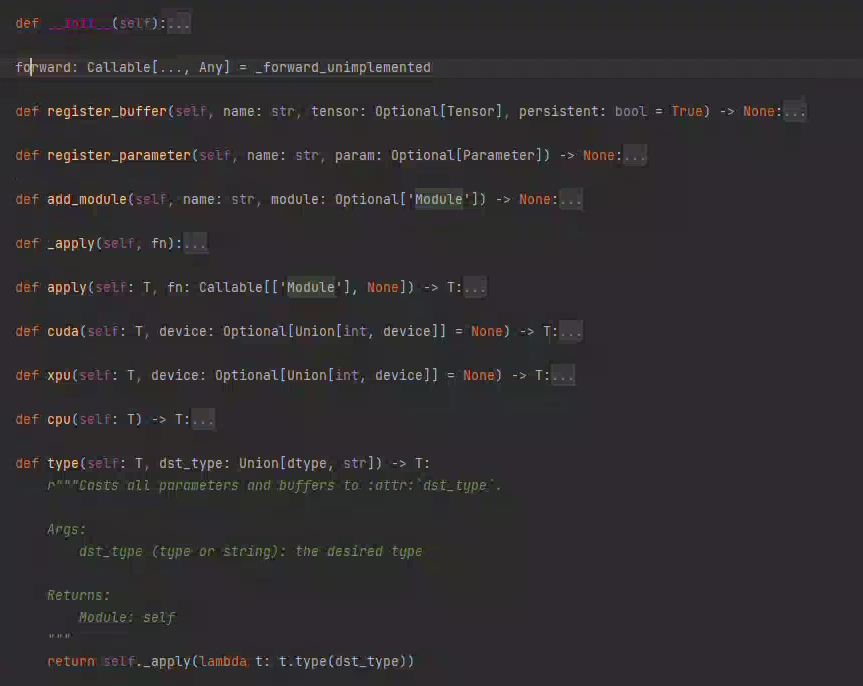 def __init__(self):...
forward: Callable[..., Any] = _forward_unimplemented
def register_buffer(self, name: str, tensor: Optional[Tensor], persistent: bool = True) -> None:...
def register_parameter(self, name: str, param: Optional[Parameter]) -> None:...
def add_module(self, name: str, module: Optional['Module']) -> None:...
def _apply(self, fn):...
def apply(self: T, fn: Callable[['Module'], None]) -> T:...
def cuda(self: T, device: Optional[Union[int, device]] = None) -> T:...
def xpu(self: T, device: Optional[Union[int, device]] = None) -> T:...
def cpu(self: T) -> T:...
def type(self: T, dst_type: Union[dtype, str]) -> T:
r"""Casts all parameters and buffers to :attr:`dst_type`.
Args:
dst_type (type or string): the desired type
Returns:
Module: self
"""
return self._apply(lambda t: t.type(dst_type))